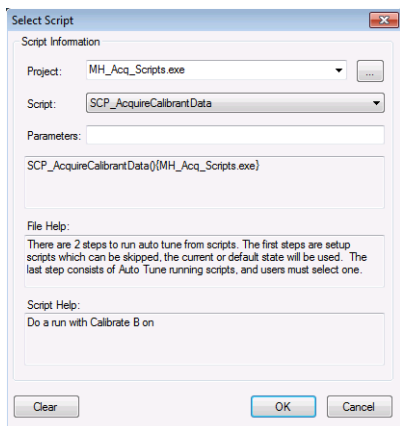 Select Script
Script Information
Project: MH_Acq_Scripts.exe ...
Script: SCP_AcquireCalibrantData
Parameters:
SCP_AcquireCalibrantData(){MH_Acq_Scripts.exe}
File Help:
There are 2 steps to run auto tune from scripts. The first steps are setup
scripts which can be skipped, the current or default state will be used. The
last step consists of Auto Tune running scripts, and users must select one.
Script Help:
Do a run with Calibrate B on
Clear OK Cancel